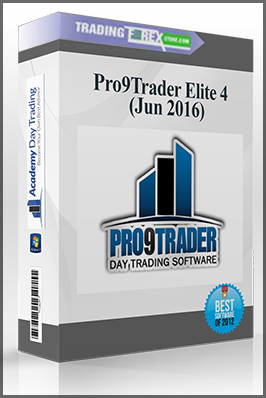 TRADING FOREX
STORE.COM
Pro9Trader Elite 4
(Jun 2016)
PRO9TRADER
DAY TRADING SOFTWARE
BEST
SOFTWARE
OF 2012
Academy Day Trading